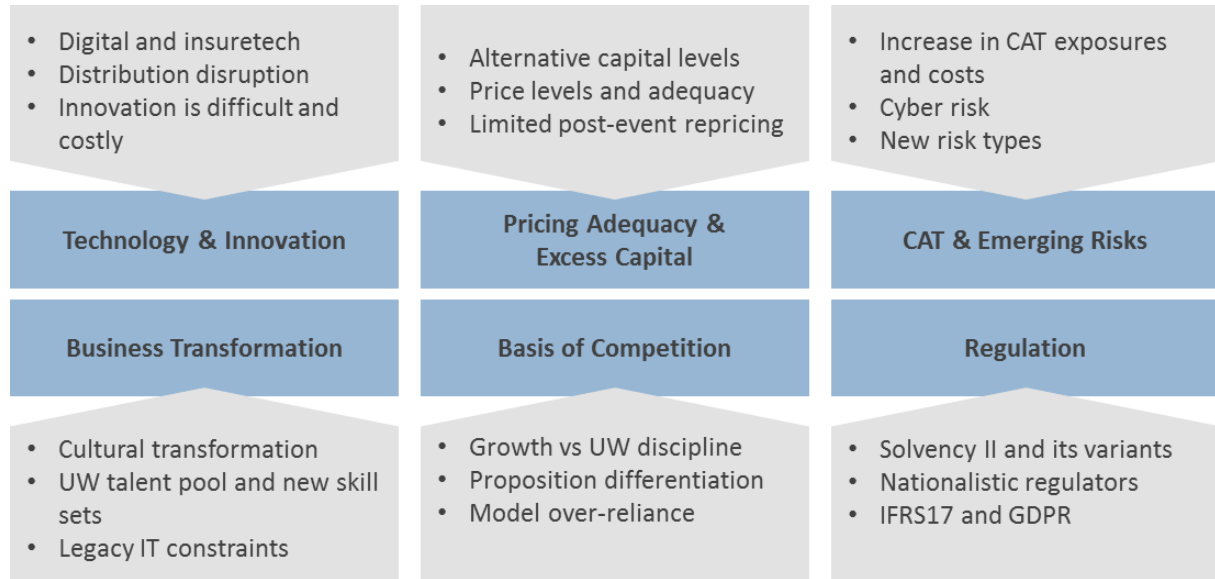 • Digital and insuretech
• Distribution disruption
• Innovation is difficult and
costly
Technology & Innovation
• Alternative capital levels
• Price levels and adequacy
• Limited post-event repricing
Pricing Adequacy &
Excess Capital
• Increase in CAT exposures
and costs
• Cyber risk
• New risk types
CAT & Emerging Risks
Business Transformation
• Cultural transformation
• UW talent pool and new skill
sets
• Legacy IT constraints
Basis of Competition
• Growth vs UW discipline
• Proposition differentiation
• Model over-reliance
Regulation
• Solvency II and its variants
• Nationalistic regulators
• IFRS17 and GDPR